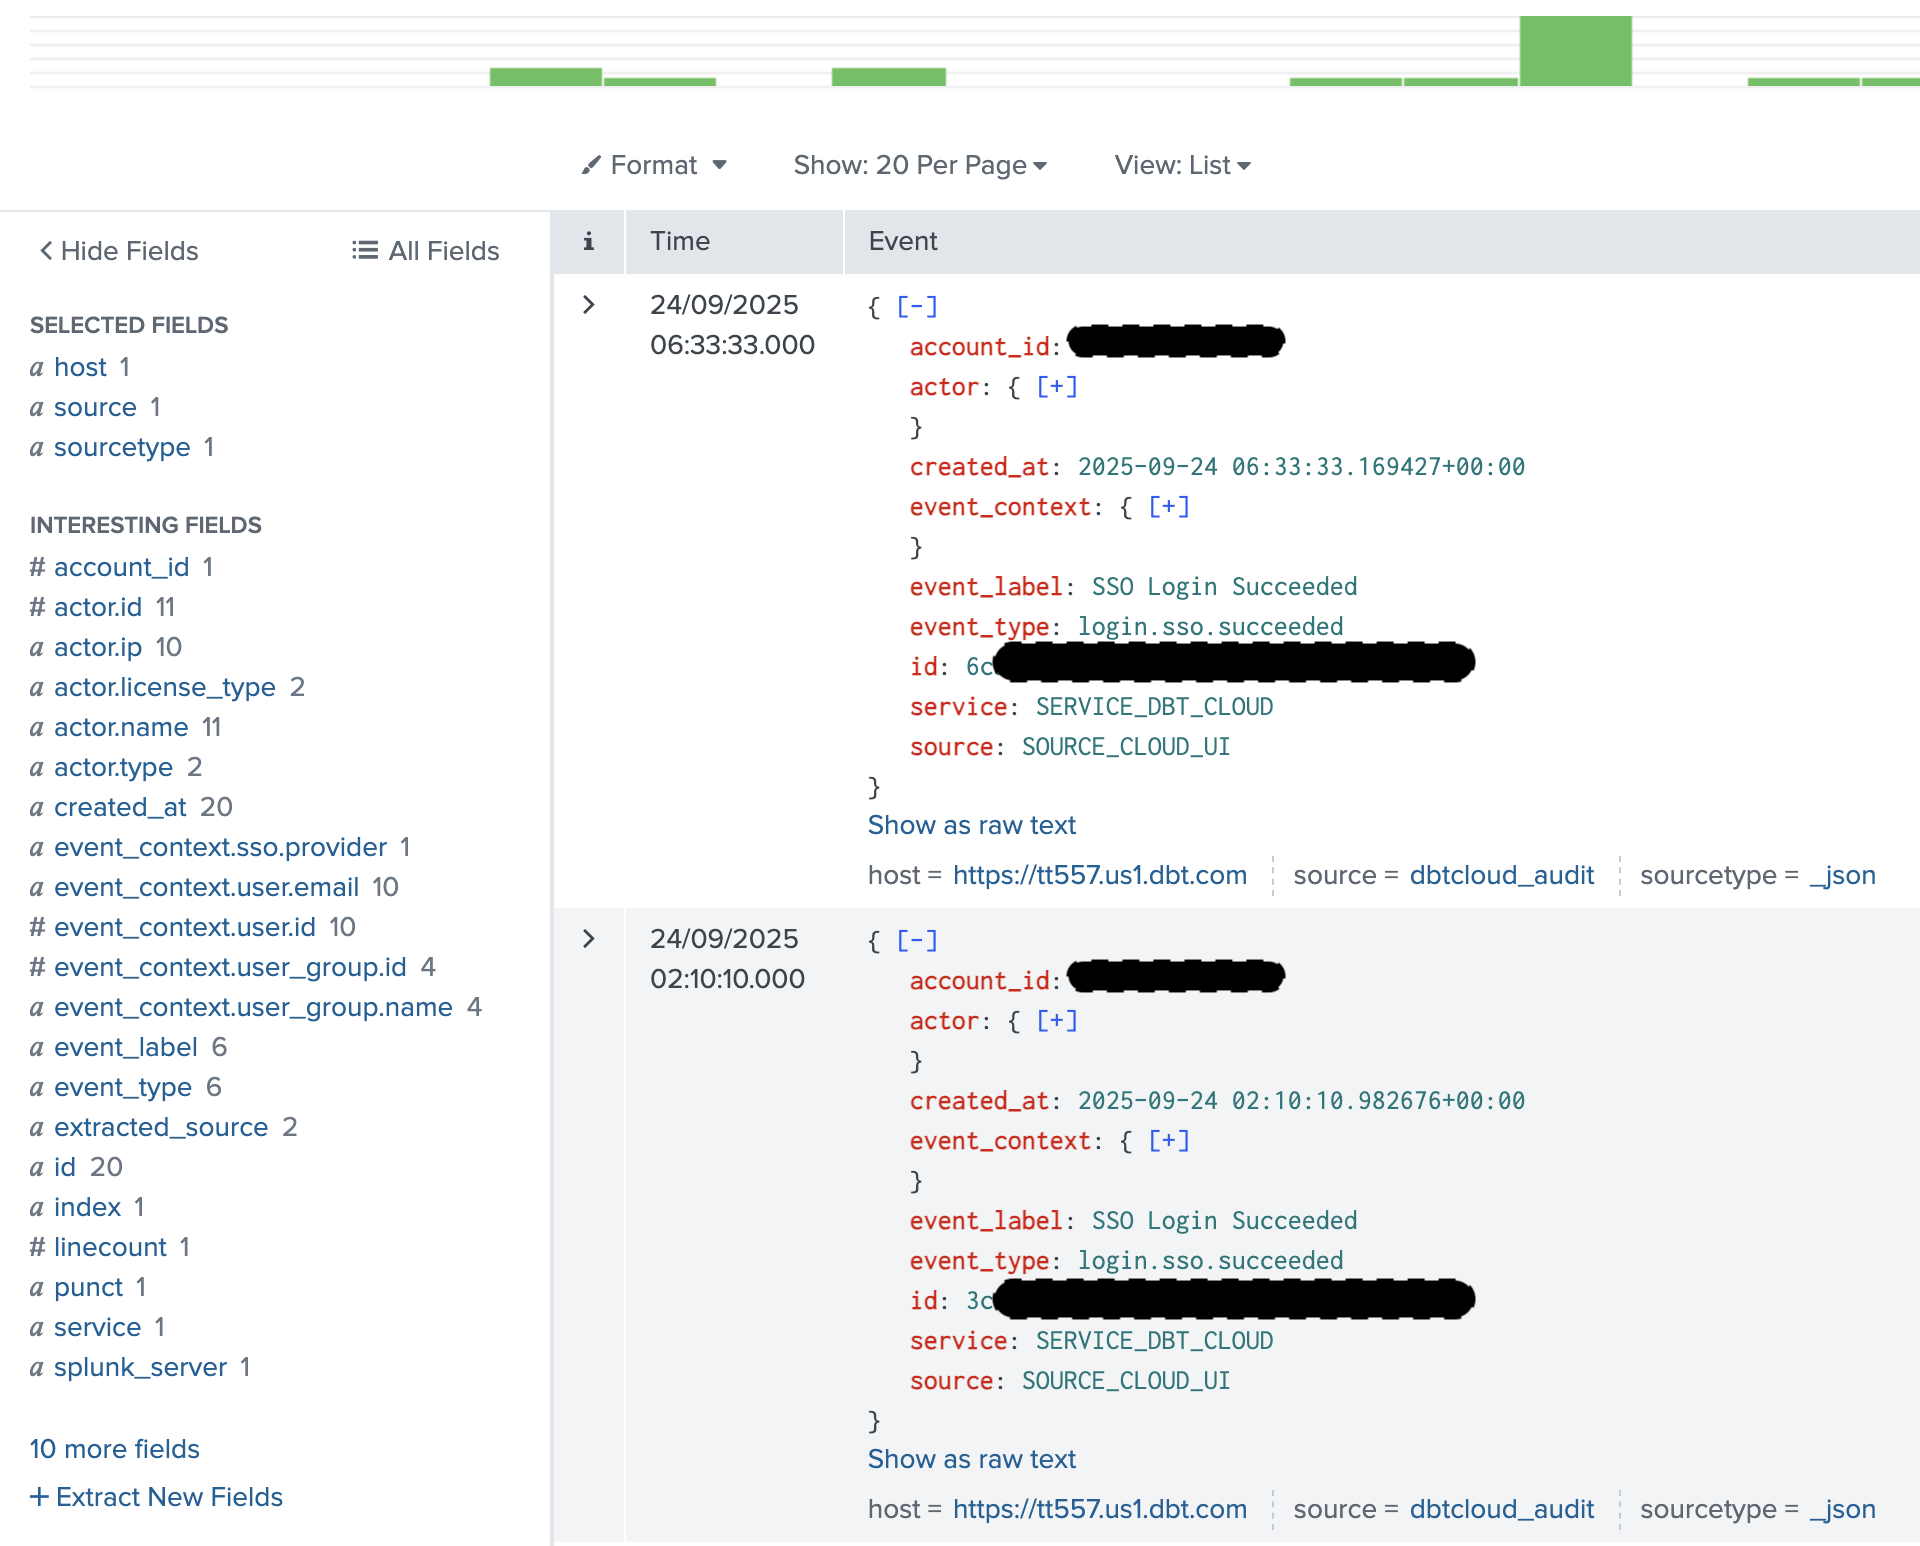 Format
Show: 20 Per Page
View: List
Hide Fields
All Fields
SELECTED FIELDS
a host 1
a source 1
a sourcetype 1
INTERESTING FIELDS
# account_id 1
# actor.id 11
a actor.ip 10
a actor.license_type 2
a actor.name 11
a actor.type 2
a created_at 20
a event_context.sso.provider 1
a event_context.user.email 10
# event_context.user.id 10
# event_context.user_group.id 4
a event_context.user_group.name 4
a event_label 6
a event_type 6
a extracted_source 2
a id 20
a index 1
# linecount 1
a punct 1
a service 1
a splunk_server 1
10 more fields
+ Extract New Fields
i Time Event
24/09/2025
06:33:33.000
{ [-]
account_id:
actor: { [+]
}
created_at: 2025-09-24 06:33:33.169427+00:00
event_context: { [+]
}
event_label: SSO Login Succeeded
event_type: login.sso.succeeded
id: 6c
service: SERVICE_DBT_CLOUD
source: SOURCE_CLOUD_UI
}
Show as raw text
host = https://tt557.us1.dbt.com source = dbtcloud_audit sourcetype = _json
24/09/2025
02:10:10.000
{ [-]
account_id:
actor: { [+]
}
created_at: 2025-09-24 02:10:10.982676+00:00
event_context: { [+]
}
event_label: SSO Login Succeeded
event_type: login.sso.succeeded
id: 3c
service: SERVICE_DBT_CLOUD
source: SOURCE_CLOUD_UI
}
Show as raw text
host = https://tt557.us1.dbt.com source = dbtcloud_audit sourcetype = _json